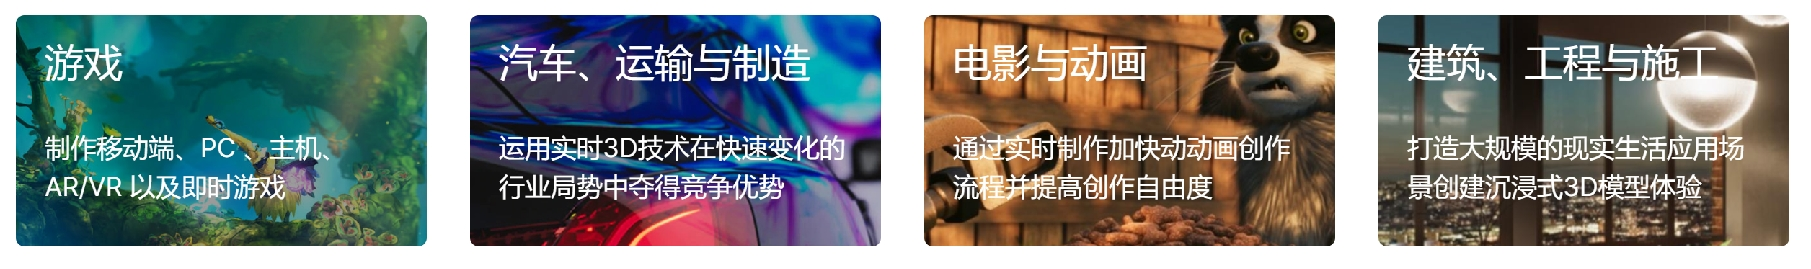 游戏
制作移动端、PC 、主机、
AR/VR 以及即时游戏
汽车、运输与制造
运用实时3D技术在快速变化的
行业局势中夺得竞争优势
电影与动画
通过实时制作加快动动画创作
流程并提高创作自由度
建筑、工程与施工
打造大规模的现实生活应用场
景创建沉浸式3D模型体验